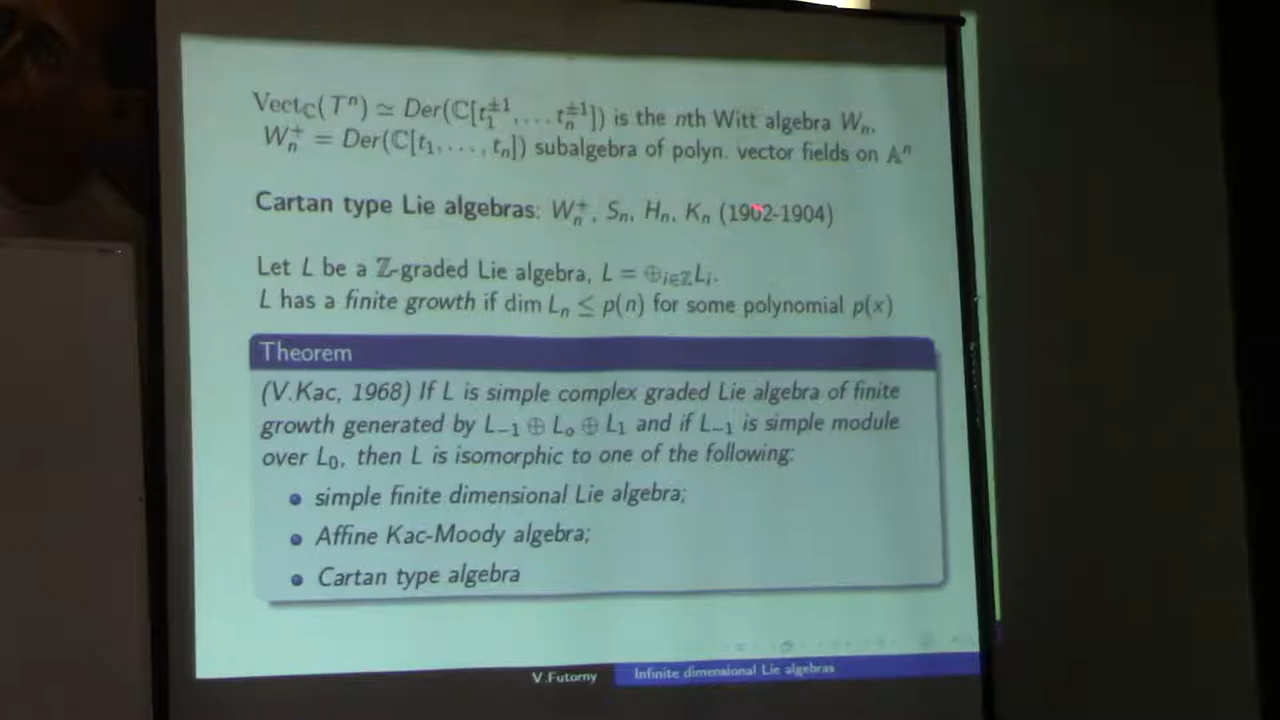 Vect_C(T^n) ≃ Der(ℂ[t_1^{±1}, ... t_n^{±1}]) is the nth Witt algebra W_n,
W_n^+ = Der(ℂ[t_1, ..., t_n]) subalgebra of polyn. vector fields on 𝔸^n
Cartan type Lie algebras: W_n^+, S_n, H_n, K_n (1902-1904)
Let L be a ℤ-graded Lie algebra, L = ⊕_{i∈ℤ}L_i.
L has a finite growth if dim L_n ≤ p(n) for some polynomial p(x)
Theorem
(V.Kac, 1968) If L is simple complex graded Lie algebra of finite
growth generated by L_{-1} ⊕ L_o ⊕ L_1 and if L_{-1} is simple module
over L_0, then L is isomorphic to one of the following:
• simple finite dimensional Lie algebra;
• Affine Kac-Moody algebra;
• Cartan type algebra
V.Futorny Infinite dimensional Lie algebras